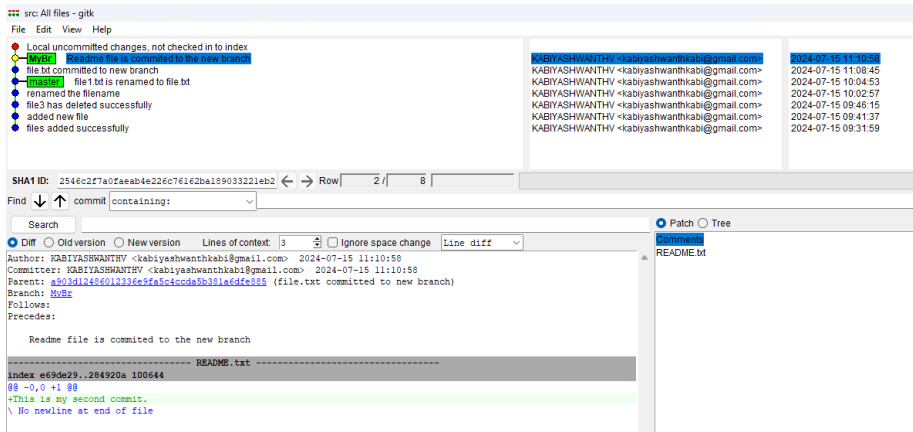 src: All files - gitk
File Edit View Help
Local uncommitted changes, not checked in to index
MyBr Readme file is commited to the new branch KABIYASHWANTHV <kabiyashwanthkabi@gmail.com> 2024-07-15 11:10:58
file.txt committed to new branch KABIYASHWANTHV <kabiyashwanthkabi@gmail.com> 2024-07-15 11:08:45
master file1.txt is renamed to file.txt KABIYASHWANTHV <kabiyashwanthkabi@gmail.com> 2024-07-15 10:04:53
renamed the filename KABIYASHWANTHV <kabiyashwanthkabi@gmail.com> 2024-07-15 10:02:57
file3 has deleted successfully KABIYASHWANTHV <kabiyashwanthkabi@gmail.com> 2024-07-15 09:46:15
added new file KABIYASHWANTHV <kabiyashwanthkabi@gmail.com> 2024-07-15 09:41:37
files added successfully KABIYASHWANTHV <kabiyashwanthkabi@gmail.com> 2024-07-15 09:31:59
SHA1 ID: 2546c2f7a0faeab4e226c76162ba189033221eb2 Row 2 / 8
Find commit containing:
Search
Diff Old version New version Lines of context: 3 Ignore space change Line diff
Patch Tree
Comments
README.txt
Author: KABIYASHWANTHV <kabiyashwanthkabi@gmail.com> 2024-07-15 11:10:58
Committer: KABIYASHWANTHV <kabiyashwanthkabi@gmail.com> 2024-07-15 11:10:58
Parent: a903d12486012336e9fa5c4ccda5b381a6dfe885 (file.txt committed to new branch)
Branch: MyBr
Follows:
Precedes:
Readme file is commited to the new branch
------------------------------- README.txt -------------------------------
index e69de29..284920a 100644
@@ -0,0 +1 @@
+This is my second commit.
\ No newline at end of file